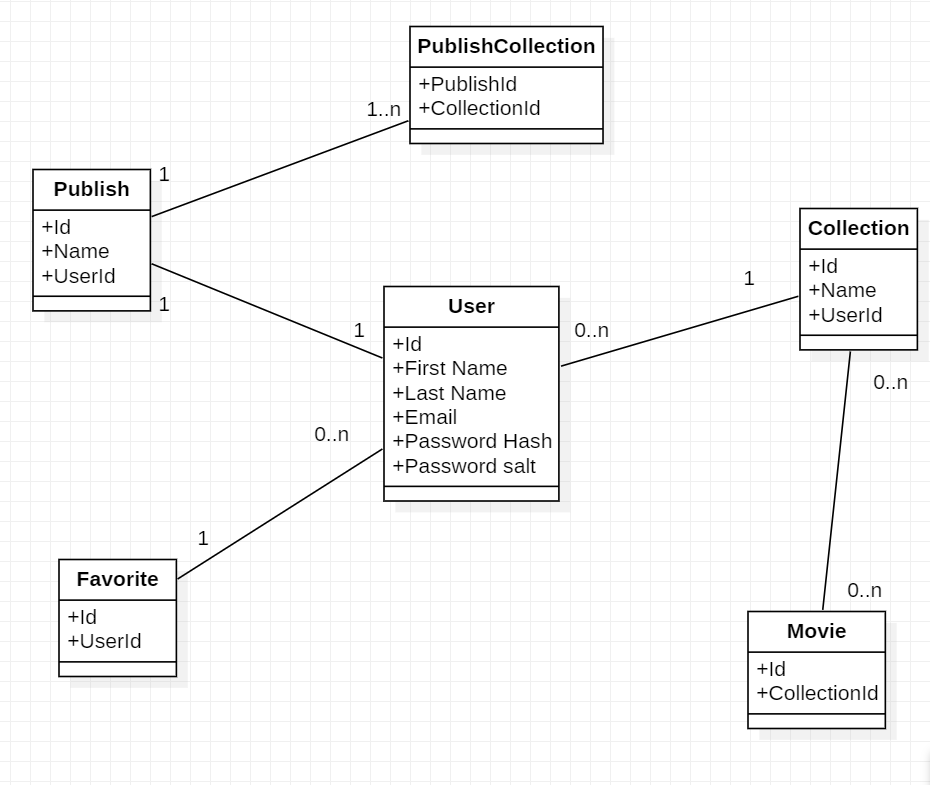 PublishCollection
+PublishId
+CollectionId
1..n
1
Publish
+Id
+Name
+UserId
1
1
User
+Id
+First Name
+Last Name
+Email
+Password Hash
+Password salt
0..n
1
Collection
+Id
+Name
+UserId
0..n
0..n
Movie
+Id
+CollectionId
0..n
1
Favorite
+Id
+UserId